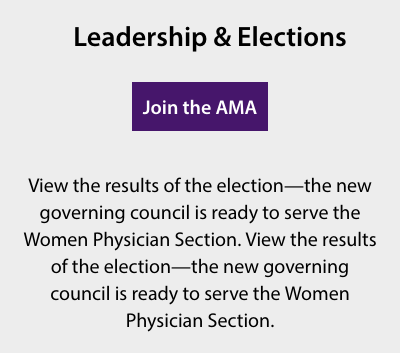 Leadership & Elections
Join the AMA
View the results of the election—the new
governing council is ready to serve the
Women Physician Section. View the results
of the election—the new governing
council is ready to serve the Women
Physician Section.